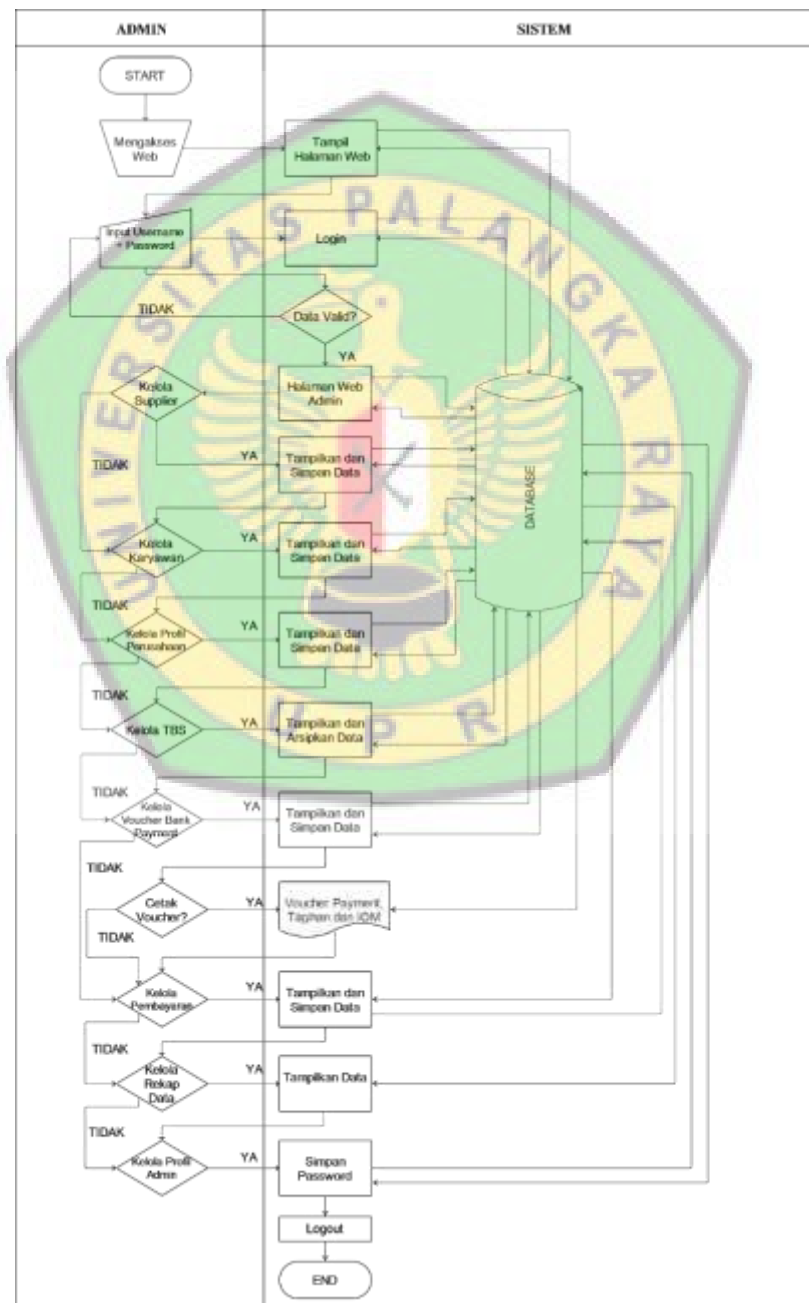 ADMIN
SISTEM
START
Mengakses
Web
Tampil
Halaman Web
Input Username
+ Password
Login
TIDAK
Data Valid?
YA
Kelola
Supplier
Halaman Web
Admin
TIDAK
YA
Tampilkan dan
Simpan Data
DATABASE
Kelola
Karyawan
YA
Tampilkan dan
Simpan Data
TIDAK
Kelola Profil
Perusahaan
YA
Tampilkan dan
Simpan Data
TIDAK
Kelola TBS
YA
Tampilkan dan
Arsipkan Data
TIDAK
Kelola
Voucher Bank
Payment
YA
Tampilkan dan
Simpan Data
TIDAK
Cetak
Voucher?
YA
Voucher Payment,
Tagihan dan IOM
TIDAK
Kelola
Pembayaran
YA
Tampilkan dan
Simpan Data
TIDAK
Kelola
Rekap
Data
YA
Tampilkan Data
TIDAK
Kelola Profil
Admin
YA
Simpan
Password
Logout
END
UNIVERSITAS PALANGKA RAYA
UPR